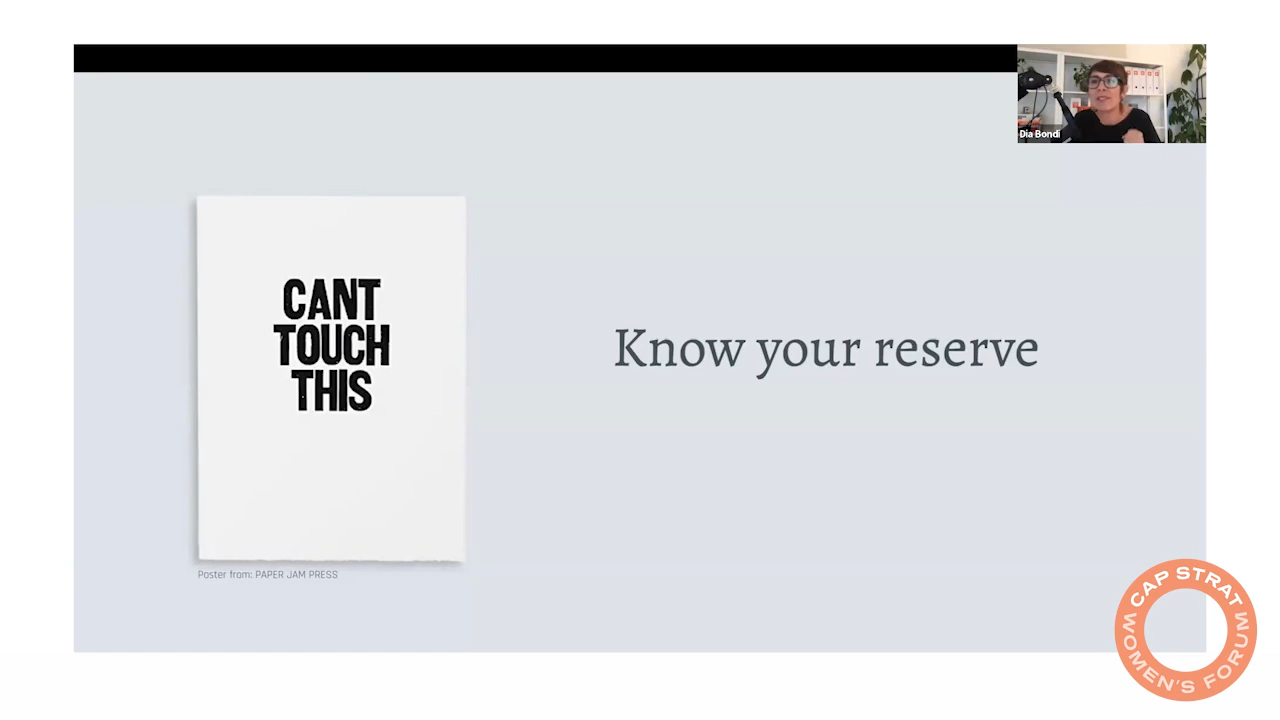 Dia Bondi
CANT
TOUCH
THIS
Know your reserve
Poster from: PAPER JAM PRESS
CAP STRAT
WOMEN'S FORUM